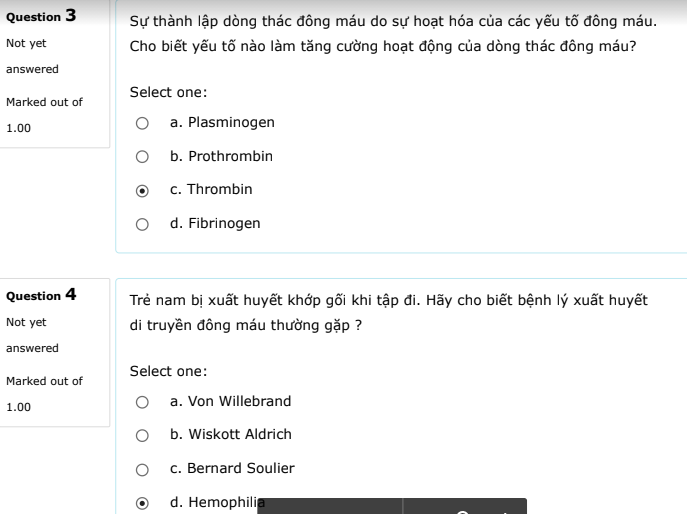 Question 3
Not yet
answered
Marked out of
1.00
Sự thành lập dòng thác đông máu do sự hoạt hóa của các yếu tố đông máu.
Cho biết yếu tố nào làm tăng cường hoạt động của dòng thác đông máu?
Select one:
a. Plasminogen
b. Prothrombin
c. Thrombin
d. Fibrinogen
Question 4
Not yet
answered
Marked out of
1.00
Trẻ nam bị xuất huyết khớp gối khi tập đi. Hãy cho biết bệnh lý xuất huyết
di truyền đông máu thường gặp ?
Select one:
a. Von Willebrand
b. Wiskott Aldrich
c. Bernard Soulier
d. Hemophilia